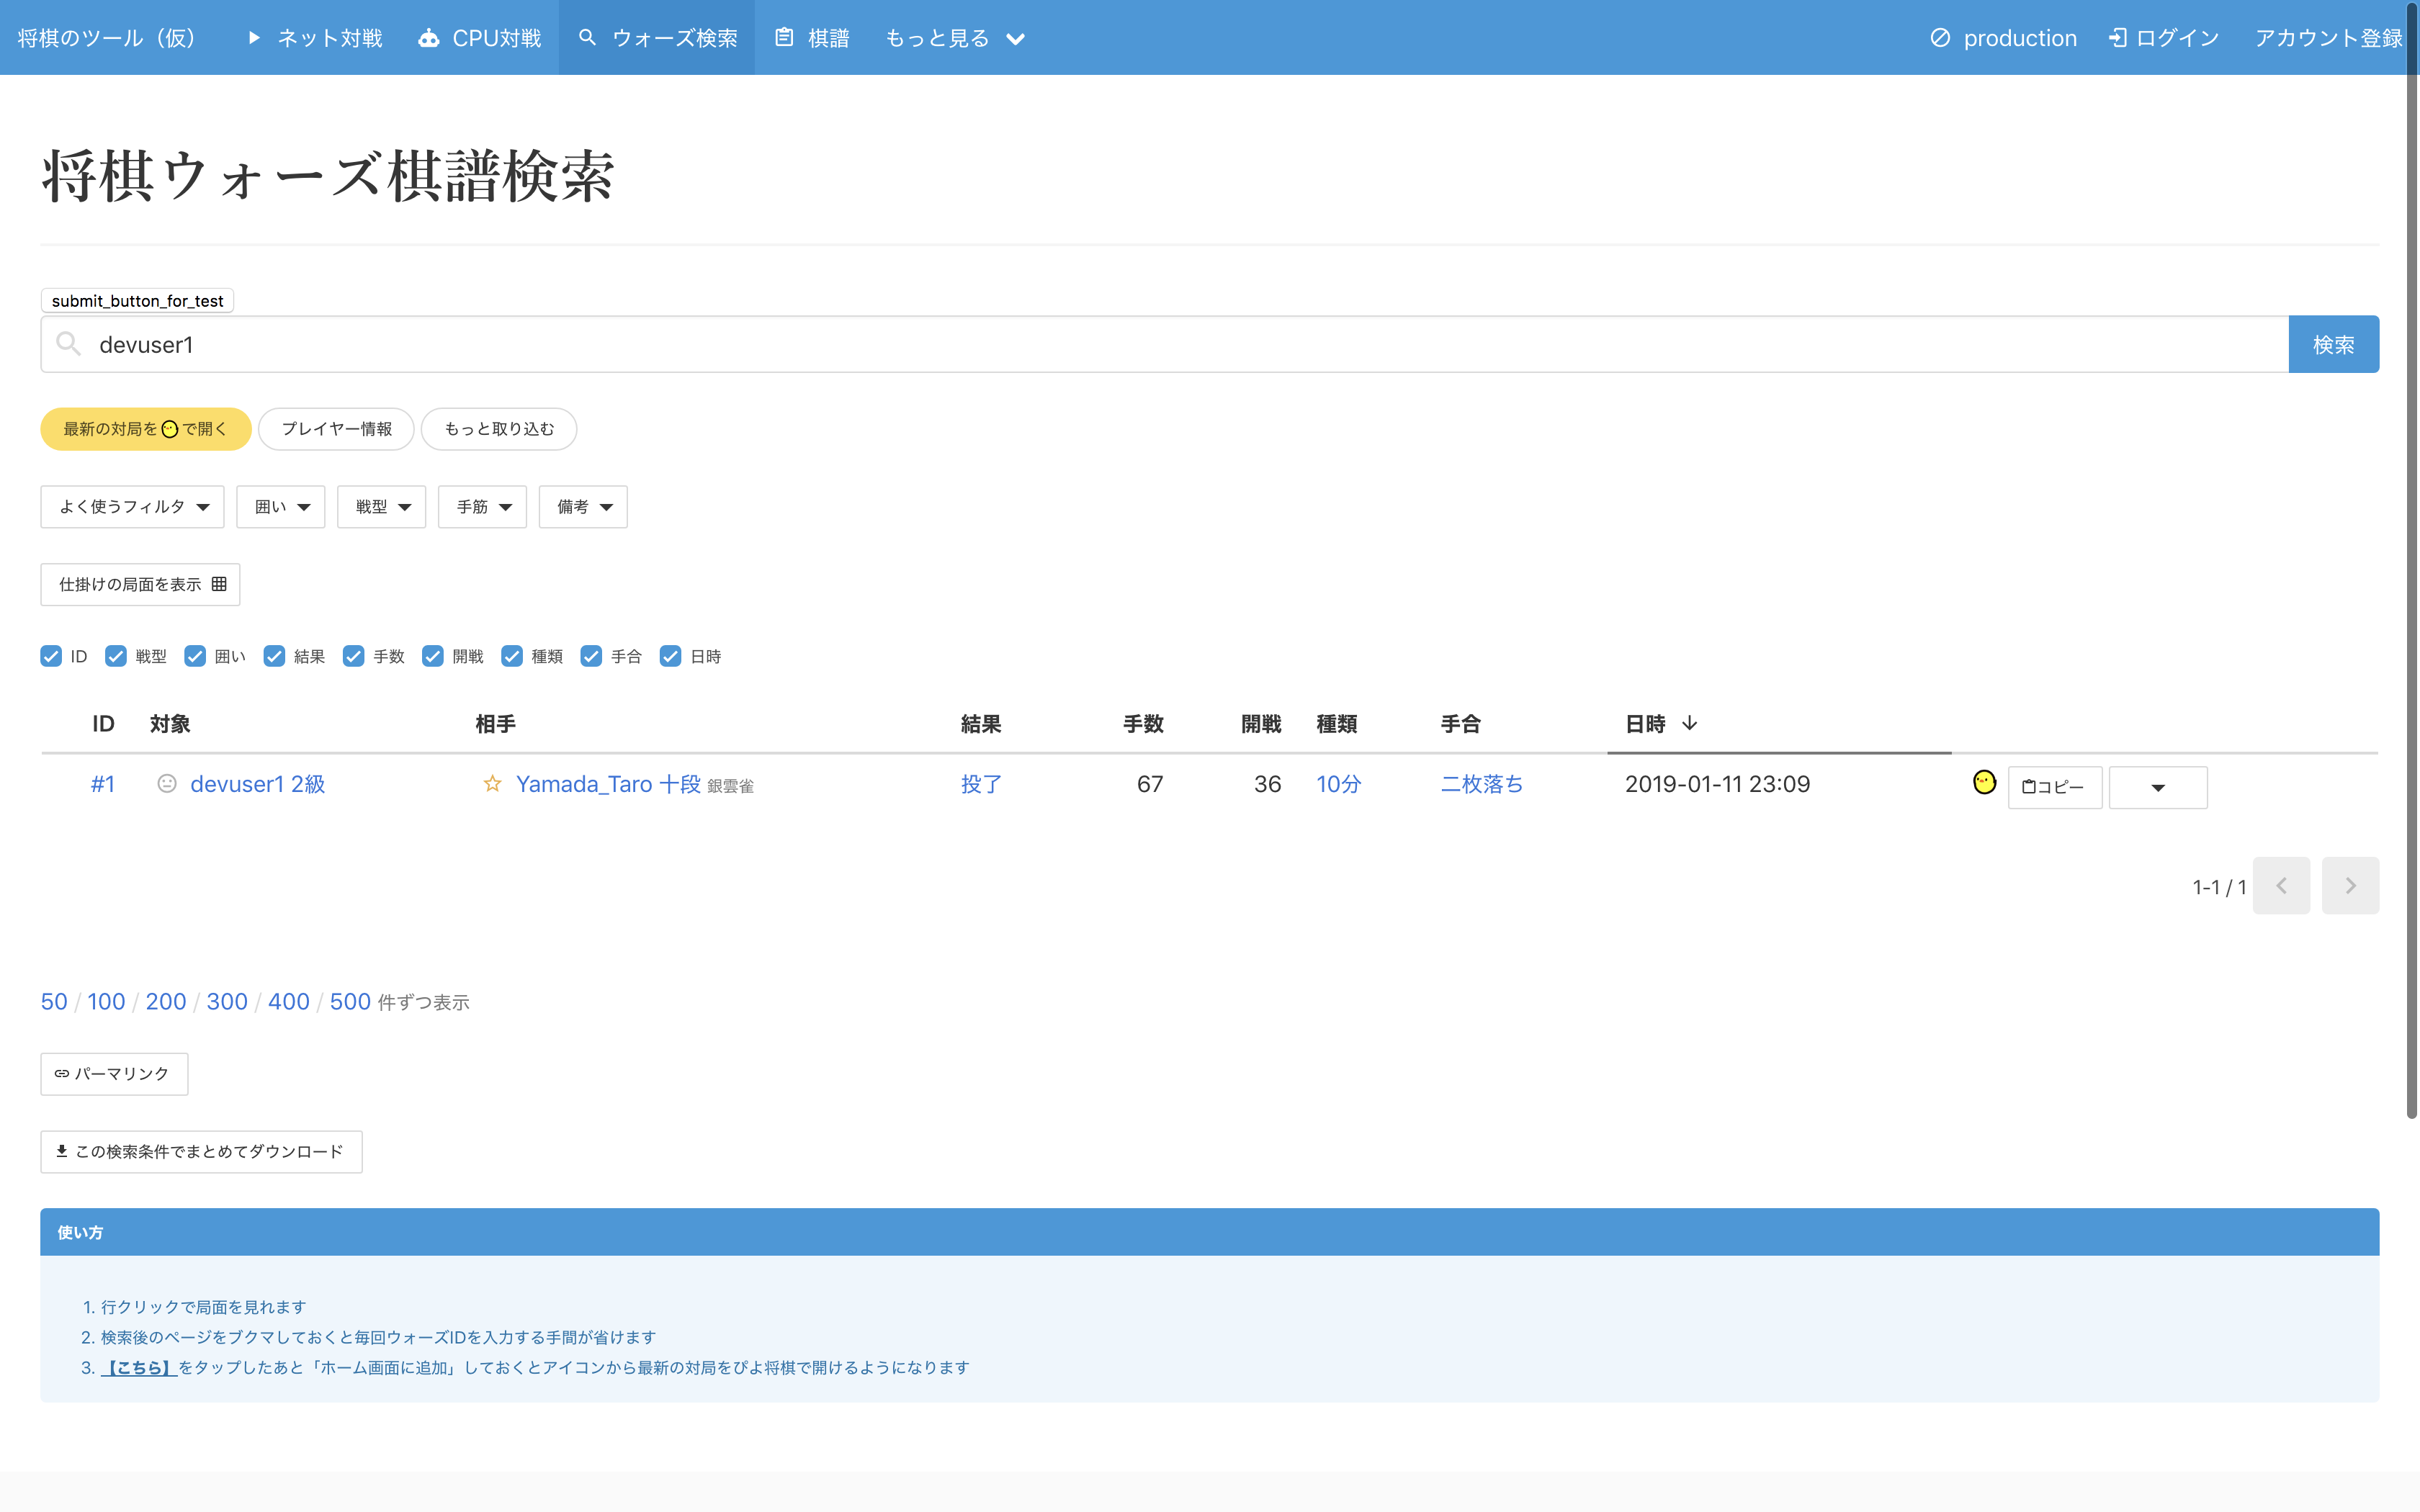 将棋のツール（仮） ネット対戦 CPU対戦 ウォーズ検索 棋譜 もっと見る production ログイン アカウント登録
将棋ウォーズ棋譜検索
submit_button_for_test
devuser1 検索
最新の対局をで開く プレイヤー情報 もっと取り込む
よく使うフィルタ 囲い 戦型 手筋 備考
仕掛けの局面を表示
ID 戦型 囲い 結果 手数 開戦 種類 手合 日時
ID 対象 相手 結果 手数 開戦 種類 手合 日時
#1 devuser1 2級 Yamada_Taro 十段 銀雲雀 投了 67 36 10分 二枚落ち 2019-01-11 23:09 コピー
1-1 / 1
50 / 100 / 200 / 300 / 400 / 500 件ずつ表示
パーマリンク
この検索条件でまとめてダウンロード
使い方
1. 行クリックで局面を見れます
2. 検索後のページをブクマしておくと毎回ウォーズIDを入力する手間が省けます
3. 【こちら】をタップしたあと「ホーム画面に追加」しておくとアイコンから最新の対局をぴよ将棋で開けるようになります